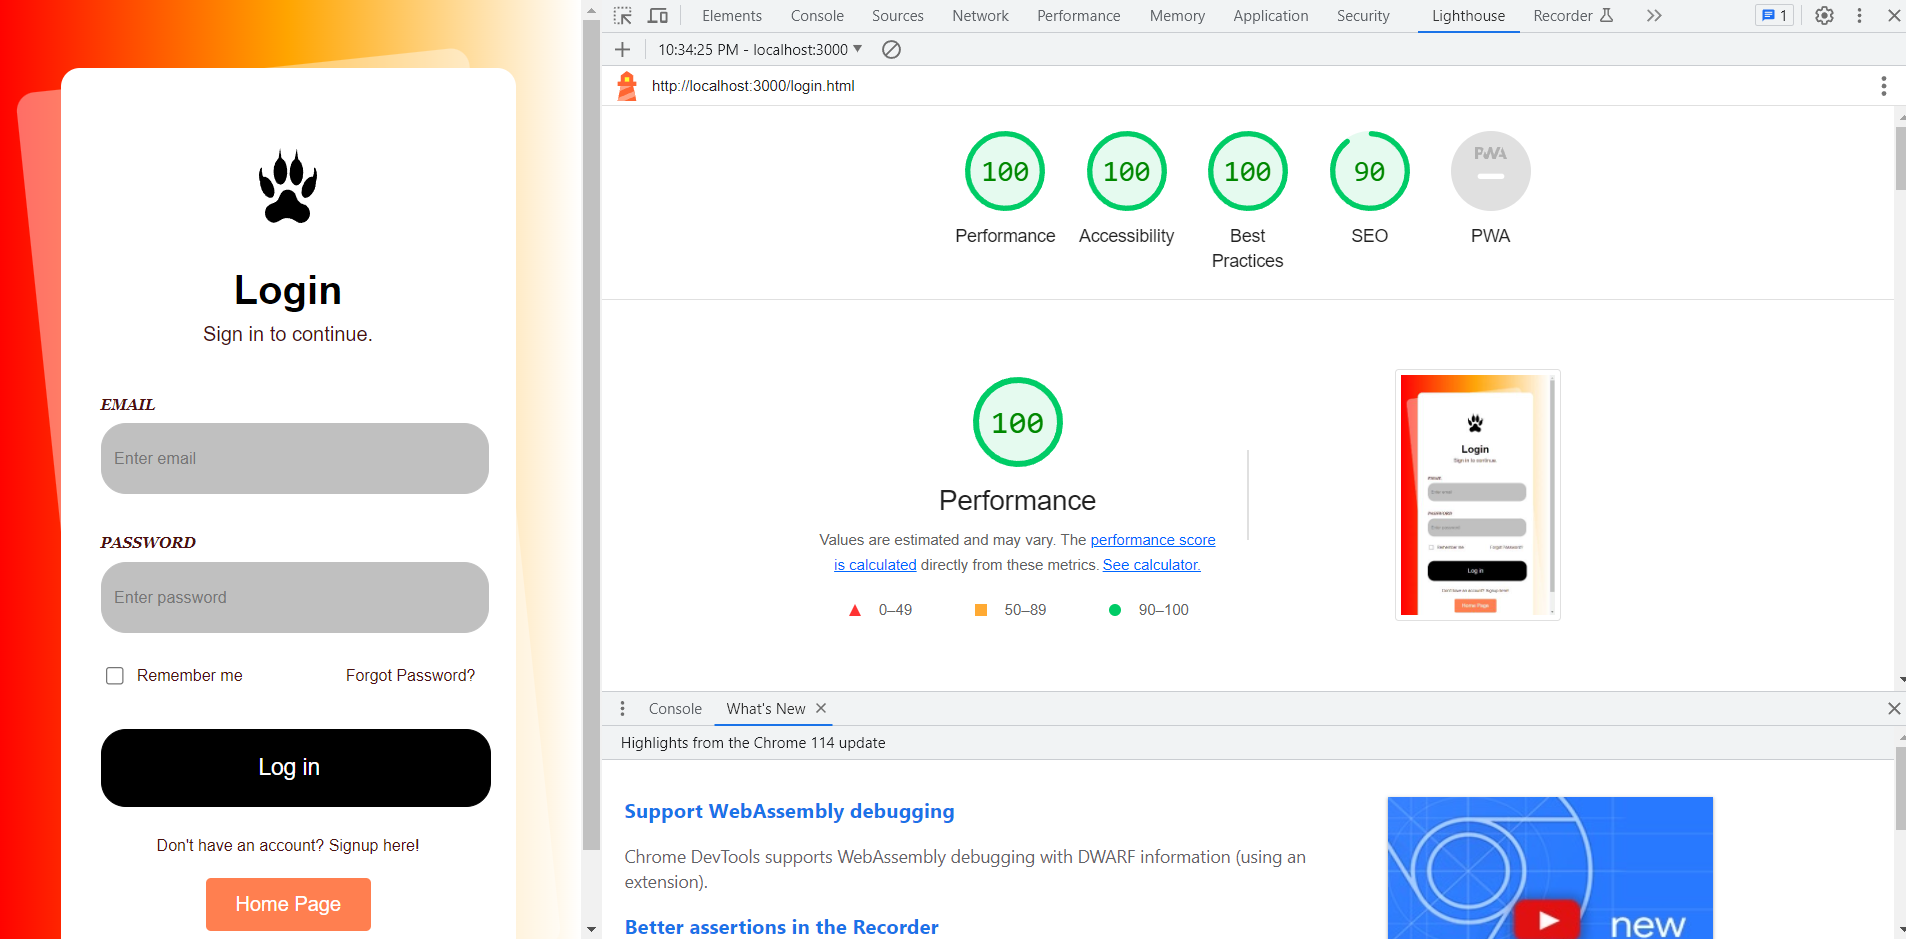 Login
Sign in to continue.
EMAIL
Enter email
PASSWORD
Enter password
Remember me
Forgot Password?
Log in
Don't have an account? Signup here!
Home Page
Elements
Console
Sources
Network
Performance
Memory
Application
Security
Lighthouse
Recorder
1
10:34:25 PM - localhost:3000
http://localhost:3000/login.html
100
Performance
100
Accessibility
100
Best
Practices
90
SEO
PWA
PWA
100
Performance
Values are estimated and may vary. The performance score
is calculated directly from these metrics. See calculator.
0–49
50–89
90–100
Login
Sign in to continue.
EMAIL
Enter email
PASSWORD
Enter password
Remember me
Forgot Password?
Log in
Don't have an account? Signup here!
Home Page
Console
What's New
Highlights from the Chrome 114 update
Support WebAssembly debugging
Chrome DevTools supports WebAssembly debugging with DWARF information (using an
extension).
Better assertions in the Recorder
new